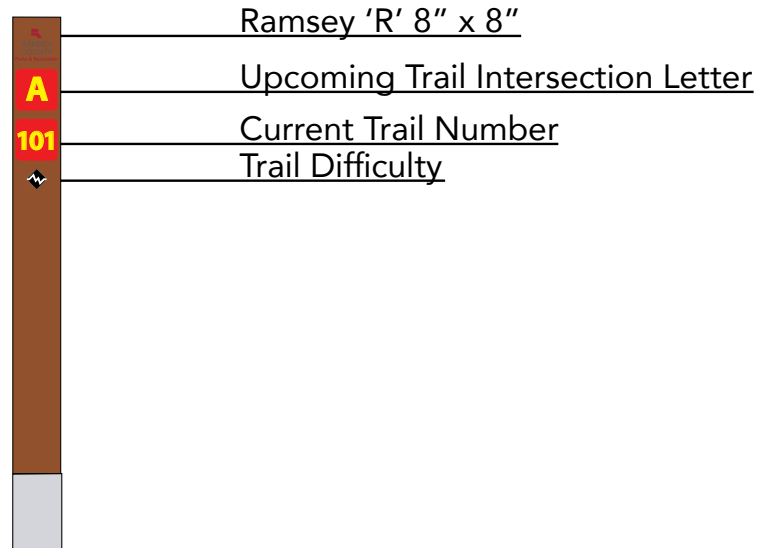 Ramsey ‘R’ 8” x 8”
A
Upcoming Trail Intersection Letter
101
Current Trail Number
Trail Difficulty